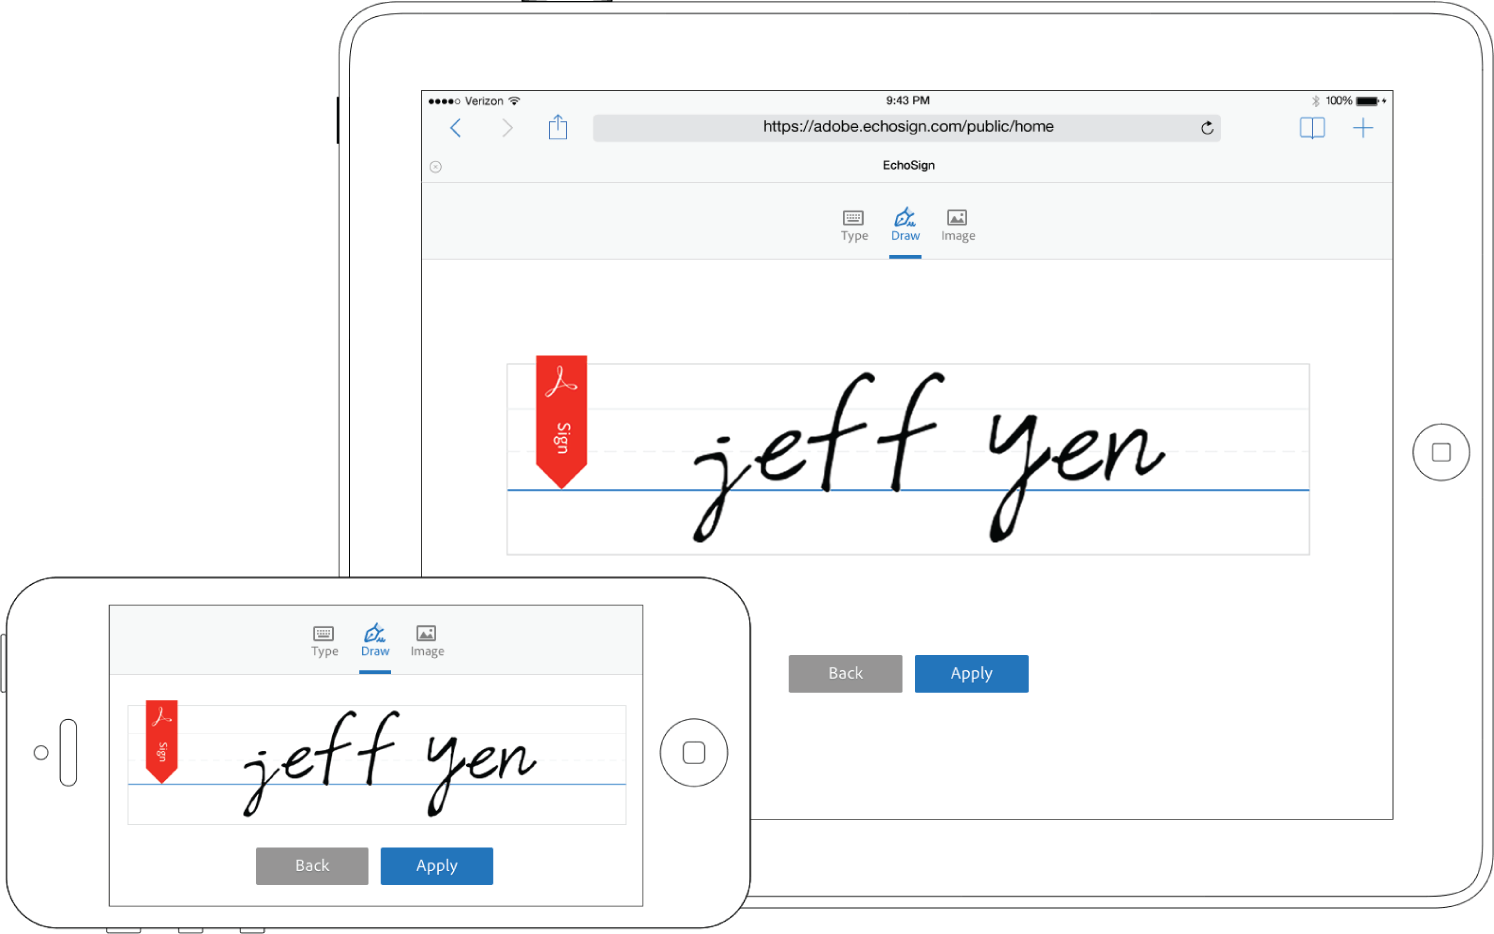 Verizon 9:43 PM 100%
https://adobe.echosign.com/public/home
EchoSign
Type Draw Image
Sign
jeff yen
Back Apply
Type Draw Image
Sign
jeff yen
Back Apply